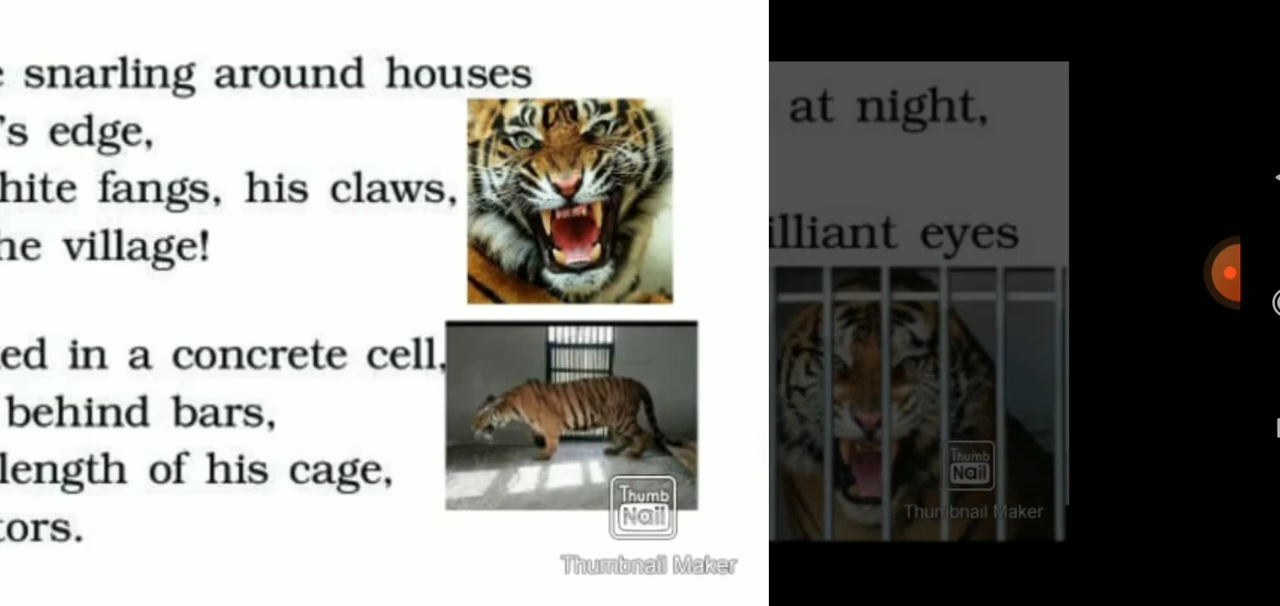 snarling around houses
's edge,
hite fangs, his claws,
he village!
ed in a concrete cell,
behind bars,
length of his cage,
tors.
Thumb
Nail
Thumbnail Maker
at night,
illiant eyes
Thumb
Nail
Thumbnail Maker